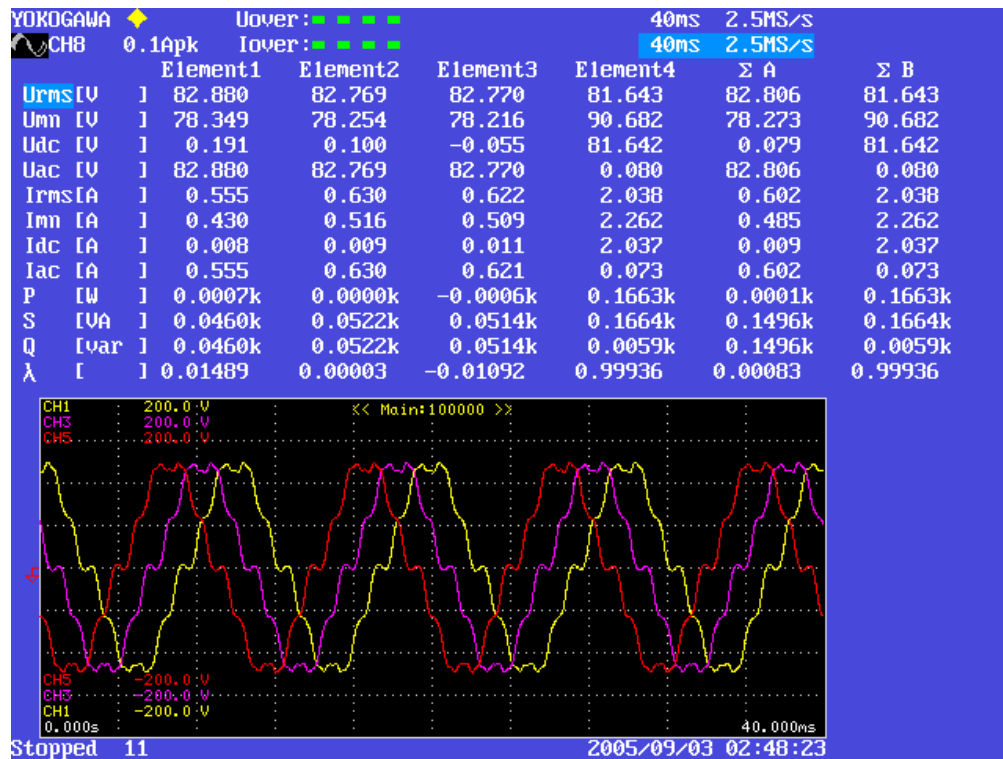 YOKOGAWA Uover: 40ms 2.5MS/s
CH8 0.1Apk Iover: 40ms 2.5MS/s
Element1 Element2 Element3 Element4 Σ A Σ B
Urms[V ] 82.880 82.769 82.770 81.643 82.806 81.643
Umn [V ] 78.349 78.254 78.216 90.682 78.273 90.682
Udc [V ] 0.191 0.100 -0.055 81.642 0.079 81.642
Uac [V ] 82.880 82.769 82.770 0.080 82.806 0.080
Irms[A ] 0.555 0.630 0.622 2.038 0.602 2.038
Imn [A ] 0.430 0.516 0.509 2.262 0.485 2.262
Idc [A ] 0.008 0.009 0.011 2.037 0.009 2.037
Iac [A ] 0.555 0.630 0.621 0.073 0.602 0.073
P [W ] 0.0007k 0.0000k -0.0006k 0.1663k 0.0001k 0.1663k
S [VA ] 0.0460k 0.0522k 0.0514k 0.1664k 0.1496k 0.1664k
Q [var ] 0.0460k 0.0522k 0.0514k 0.0059k 0.1496k 0.0059k
λ [ ] 0.01489 0.00003 -0.01092 0.99936 0.00083 0.99936
CH1 200.0 V << Main:100000 >>
CH3 200.0 V
CH5 200.0 V
CH5 -200.0 V
CH3 -200.0 V
CH1 -200.0 V
0.000s 40.000ms
Stopped 11 2005/09/03 02:48:23